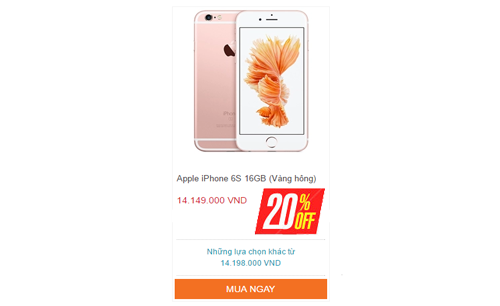 Apple iPhone 6S 16GB (Vàng hồng)
14.149.000 VND
20%
OFF
Những lựa chọn khác từ
14.198.000 VND
MUA NGAY